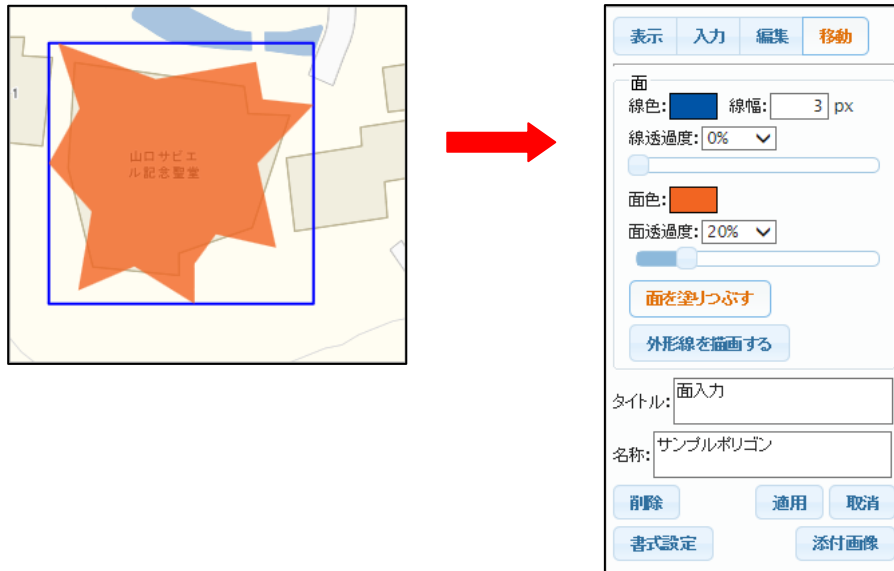 1
山口サビエ
ル記念聖堂
表示 入力 編集 移動
面
線色: 線幅: 3 px
線透過度: 0%
面色:
面透過度: 20%
面を塗りつぶす
外形線を描画する
タイトル: 面入力
名称: サンプルポリゴン
削除 適用 取消
書式設定 添付画像